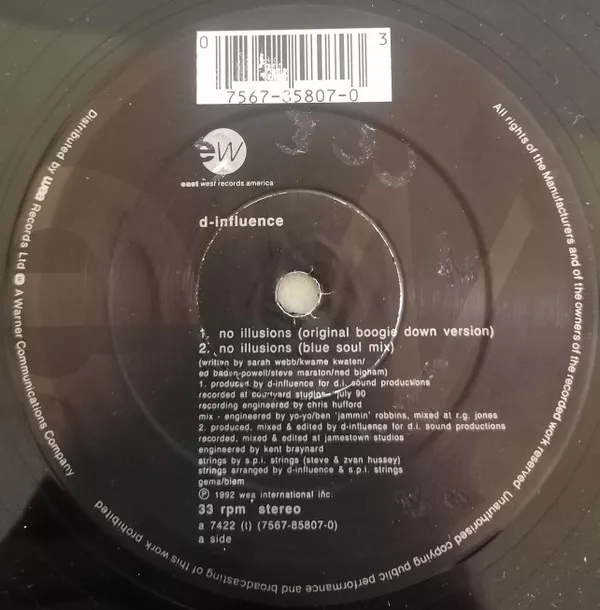 0 3
7567-85807-0
ew
east west records america
d-influence
1. no illusions (original boogie down version)
2. no illusions (blue soul mix)
(written by sarah webb/kwame kwaten/
ed baden-powell/steve marston/ned bigham)
1. produced by d-influence for d.i. sound productions
recorded at courtyard studios - july 90
recording engineered by chris hufford
mix - engineered by yo-yo/ben 'jammin' robbins, mixed at r.g. jones
2. produced, mixed & edited by d-influence for d.i. sound productions
recorded, mixed & edited at jamestown studios
engineered by kent braynard
strings by s.p.i. strings (steve & zvan hussey)
strings arranged by d-influence & s.p.i. strings
gema/biem
℗ 1992 wea international inc.
33 rpm stereo
a 7422 (t) (7567-85807-0)
a side
All rights of the Manufacturers and of the owners of the recorded work reserved Unauthorised copying public performance and broadcasting of this work prohibited
Distributed by wea Records Ltd A Warner Communications Company